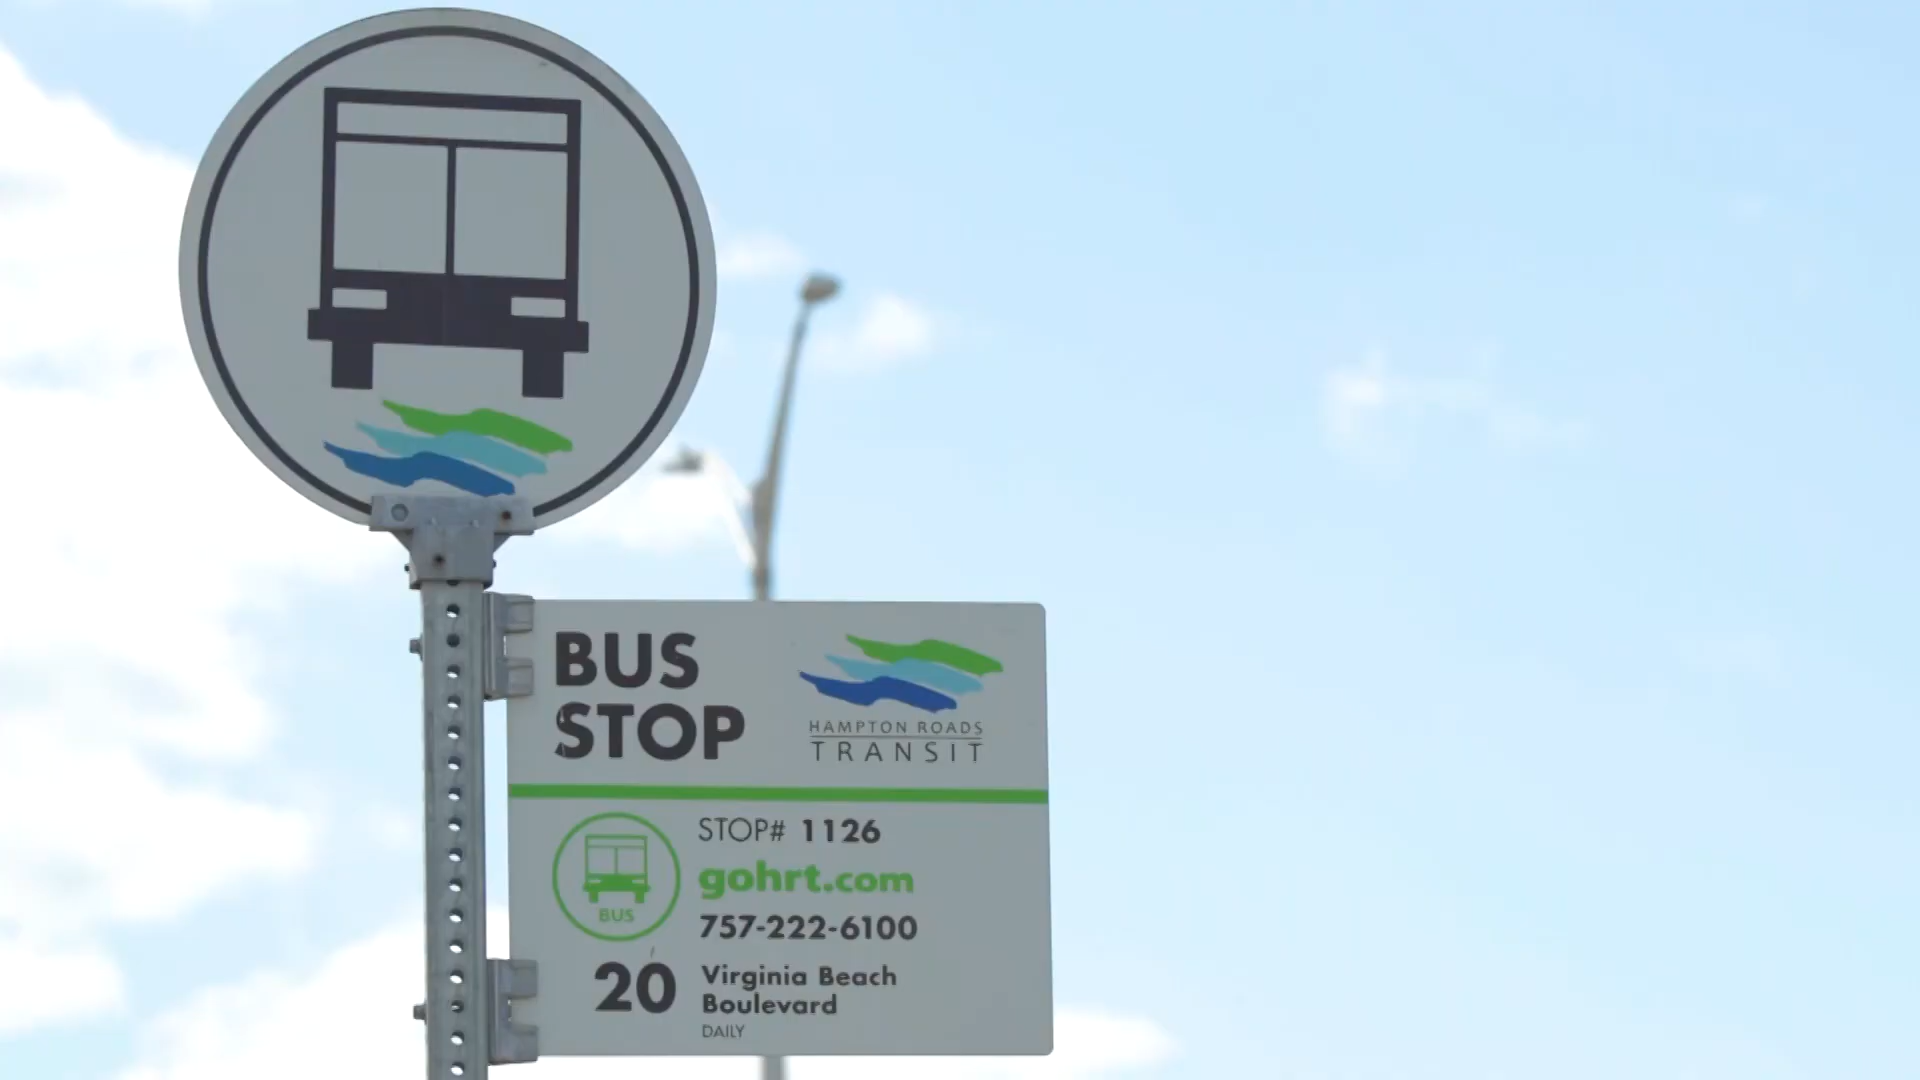 BUS
STOP
HAMPTON ROADS
TRANSIT
STOP# 1126
gohrt.com
757-222-6100
BUS
20
Virginia Beach
Boulevard
DAILY